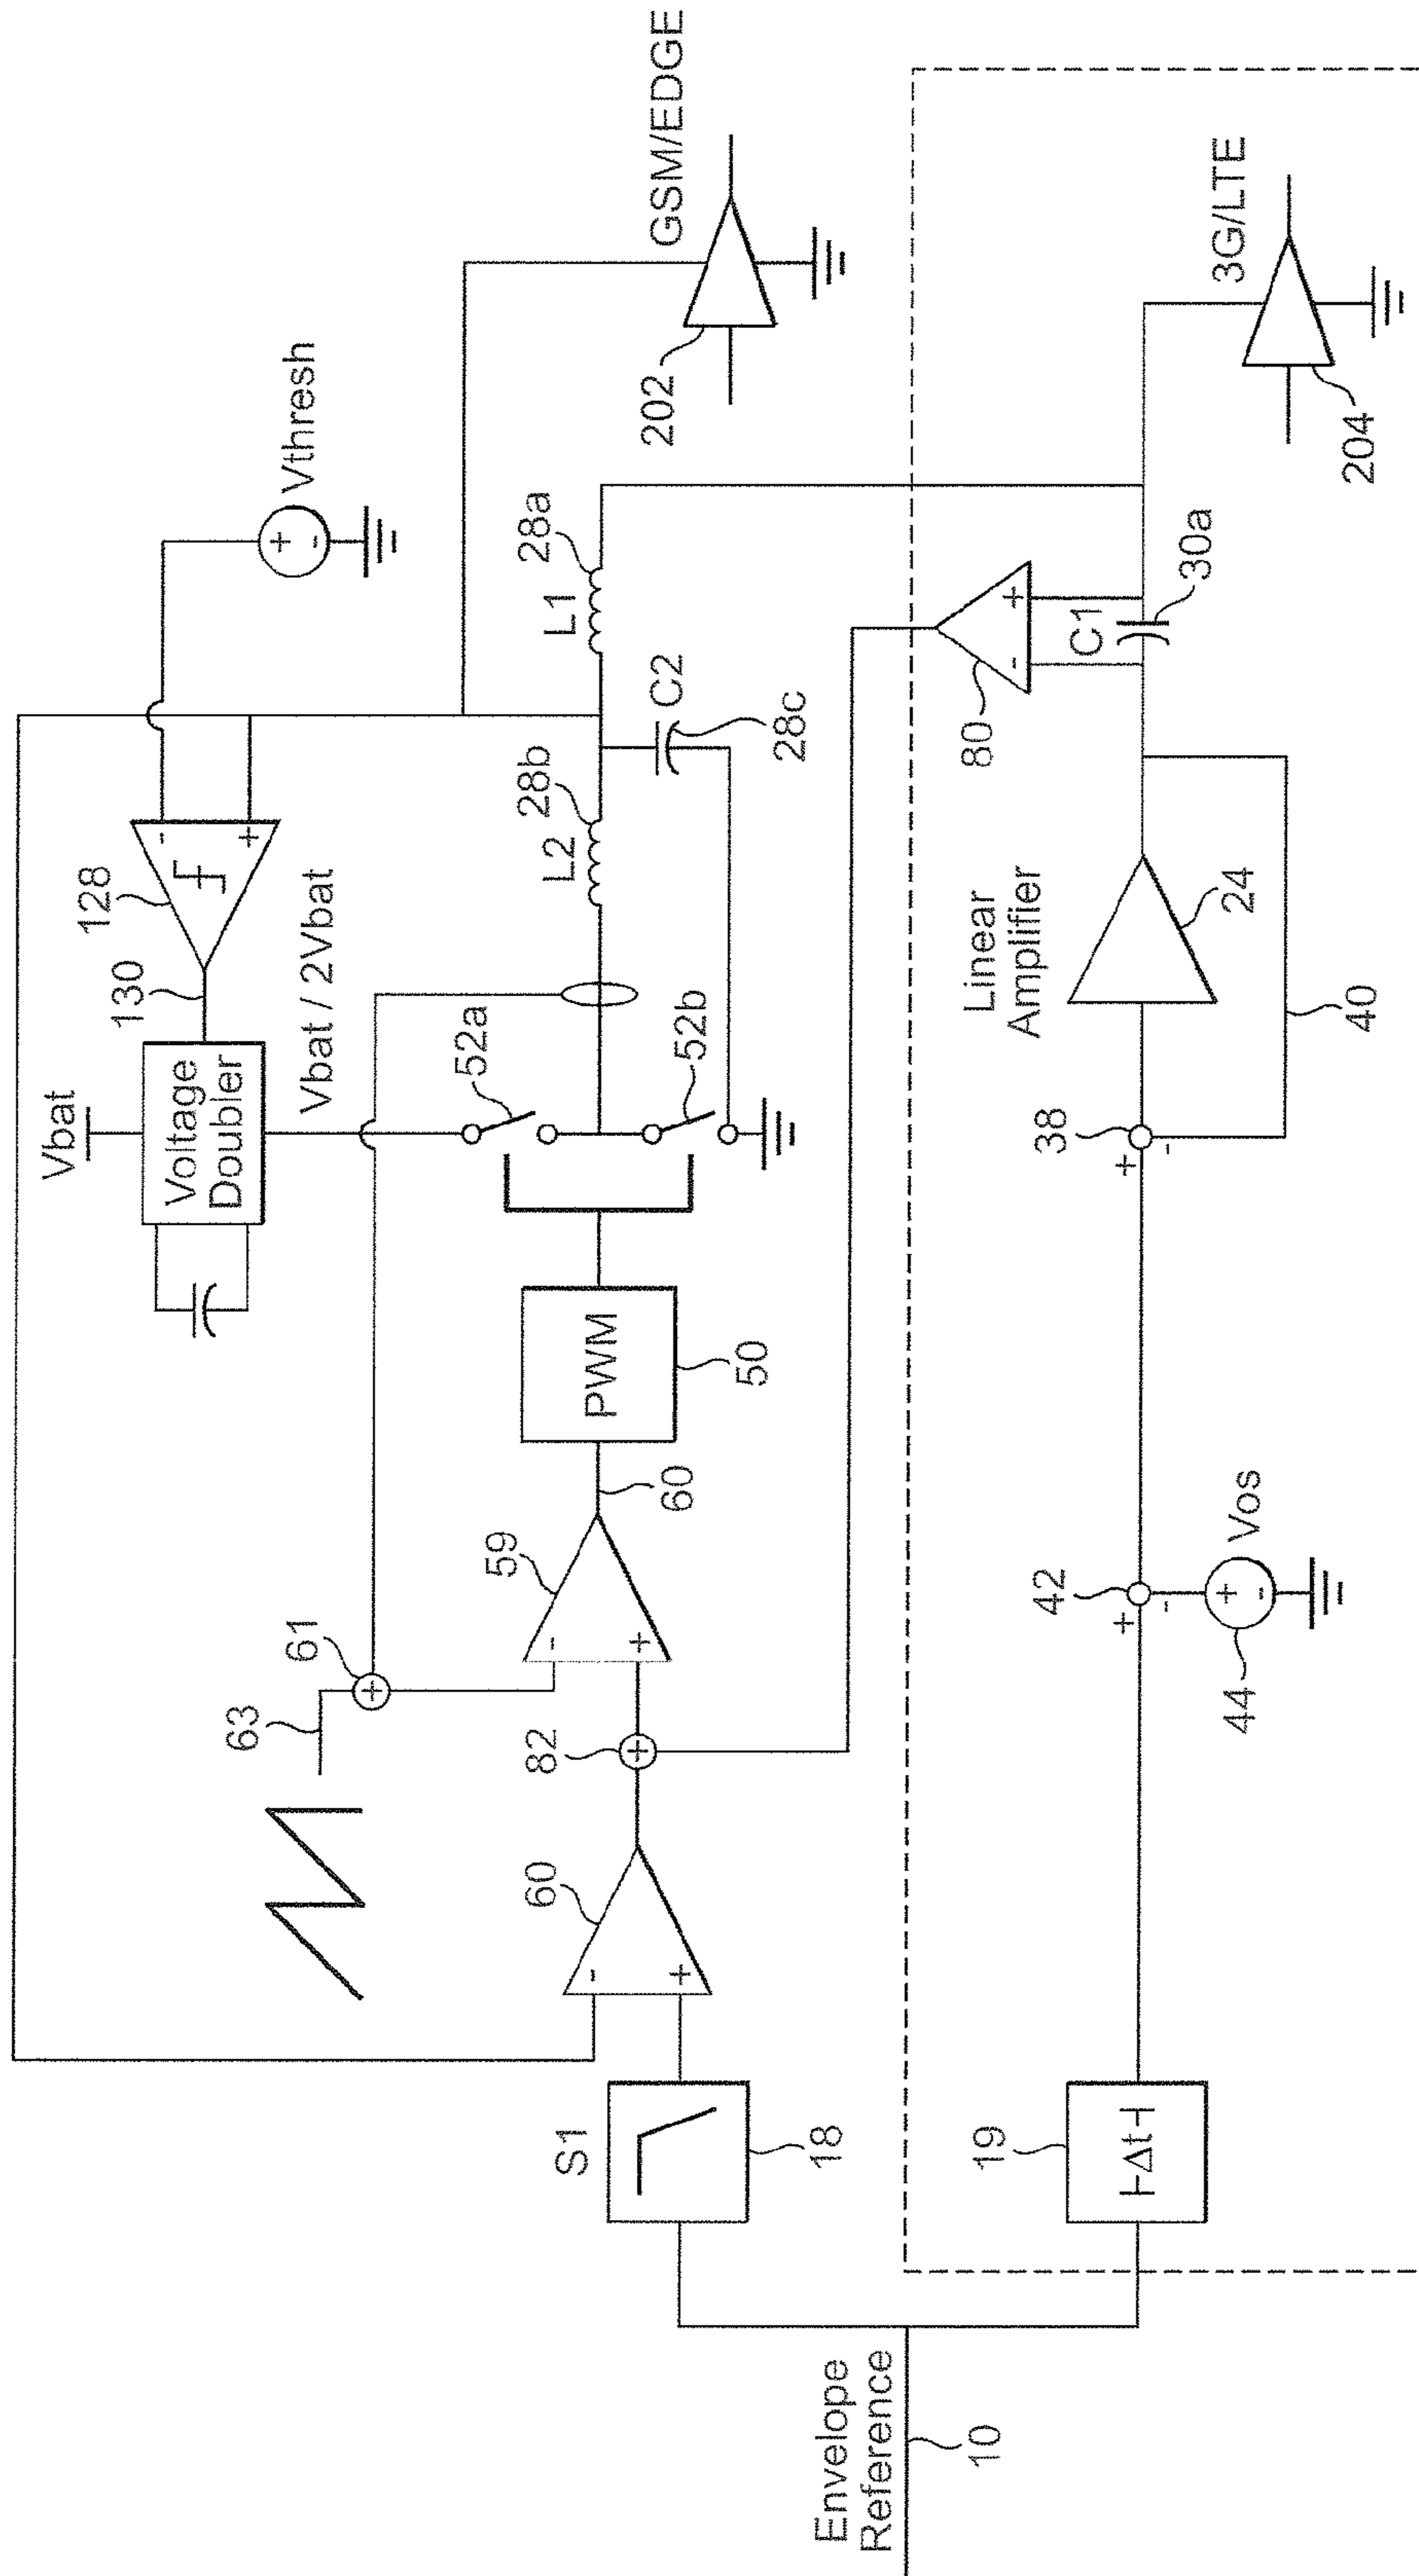 Vbat
Voltage
Doubler
130
128
Vthresh
Vbat / 2Vbat
-
+
+
-
GSM/EDGE
202
63
61
+
59
-
+
60
PWM
50
52a
52b
L2
28b
L1
28a
C2
28c
60
-
+
82
+
S1
18
Envelope
Reference
10
80
-
+
C1
30a
3G/LTE
204
Linear
Amplifier
24
40
38
+
-
42
+
-
+
-
44
Vos
19
Δt